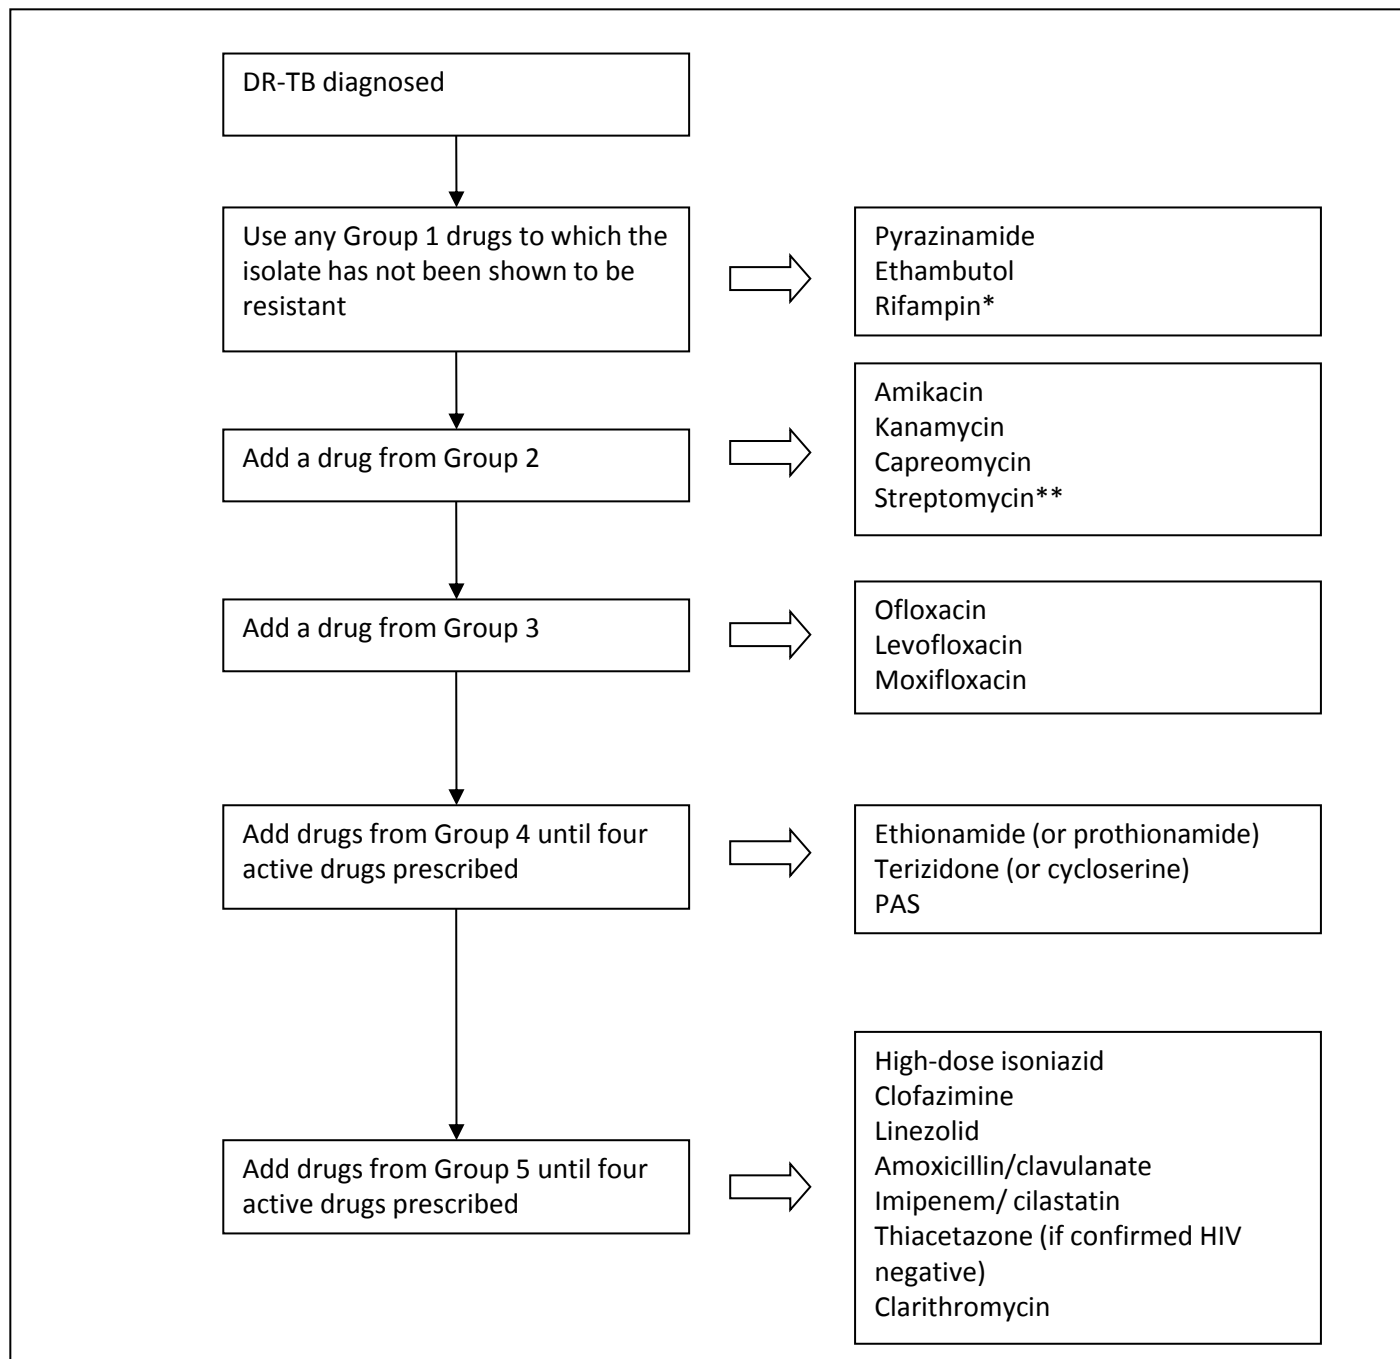 DR-TB diagnosed
Use any Group 1 drugs to which the
isolate has not been shown to be
resistant
Pyrazinamide
Ethambutol
Rifampin*
Add a drug from Group 2
Amikacin
Kanamycin
Capreomycin
Streptomycin**
Add a drug from Group 3
Ofloxacin
Levofloxacin
Moxifloxacin
Add drugs from Group 4 until four
active drugs prescribed
Ethionamide (or prothionamide)
Terizidone (or cycloserine)
PAS
Add drugs from Group 5 until four
active drugs prescribed
High-dose isoniazid
Clofazimine
Linezolid
Amoxicillin/clavulanate
Imipenem/ cilastatin
Thiacetazone (if confirmed HIV
negative)
Clarithromycin